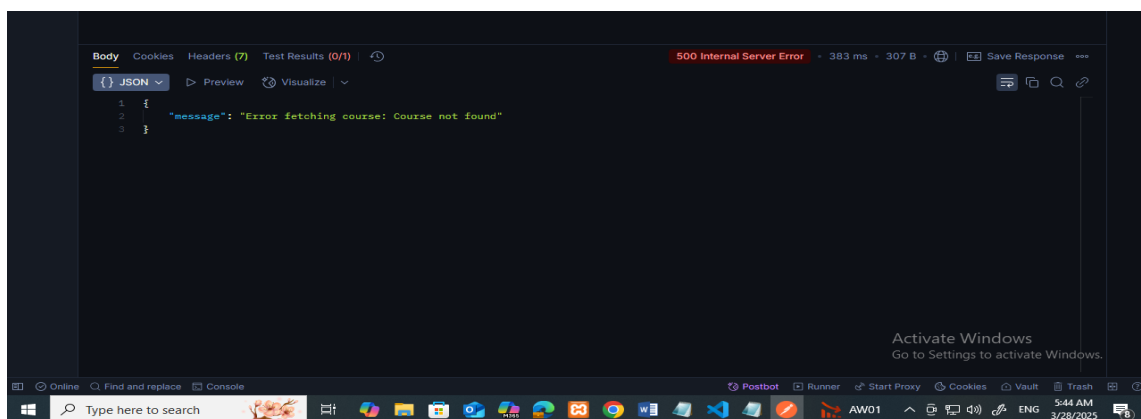 Body Cookies Headers (7) Test Results (0/1) 500 Internal Server Error • 383 ms • 307 B Save Response
{} JSON Preview Visualize
1 {
2 "message": "Error fetching course: Course not found"
3 }
Activate Windows
Go to Settings to activate Windows.
Online Find and replace Console Postbot Runner Start Proxy Cookies Vault Trash
Type here to search AW01 ENG 5:44 AM
3/28/2025